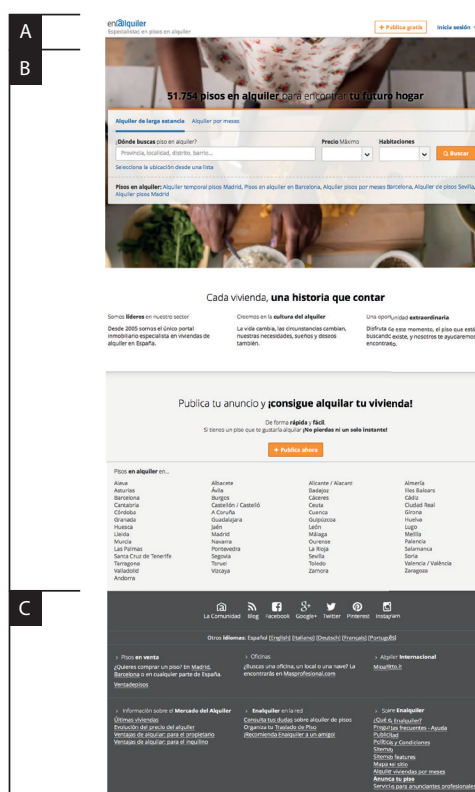 A
enalquiler
Especialistas en pisos en alquiler
+ Publica gratis
Inicia sesión
B
51.754 pisos en alquiler para encontrar tu futuro hogar
Alquiler de larga estancia Alquiler por meses
¿Dónde buscas piso en alquiler?
Precio Máximo
Habitaciones
Provincia, localidad, distrito, barrio...
Buscar
Selecciona la ubicación desde una lista
Pisos en alquiler: Alquiler temporal pisos Madrid, Pisos en alquiler en Barcelona, Alquiler pisos por meses Barcelona, Alquiler de pisos Sevilla,
Alquiler pisos Madrid
Cada vivienda, una historia que contar
Somos líderes en nuestro sector
Desde 2005 somos el único portal
inmobiliario especialista en viviendas de
alquiler en España.
Creemos en la cultura del alquiler
La vida cambia, las circunstancias cambian,
nuestras necesidades, sueños y deseos
también.
Una oportunidad extraordinaria
Disfruta de este momento, el piso que está
buscando existe, y nosotros te ayudaremos
encontrarlo.
Publica tu anuncio y ¡consigue alquilar tu vivienda!
De forma rápida y fácil.
Si tienes un piso que te gustaría alquilar ¡No pierdas ni un solo instante!
+ Publica ahora
Pisos en alquiler en...
Álava Albacete Alicante / Alacant Almería
Asturias Ávila Badajoz Illes Balears
Barcelona Burgos Cáceres Cádiz
Cantabria Castellón / Castelló Ceuta Ciudad Real
Córdoba A Coruña Cuenca Girona
Granada Guadalajara Guipúzcoa Huelva
Huesca Jaén León Lugo
Lleida Madrid Málaga Melilla
Murcia Navarra Ourense Palencia
Las Palmas Pontevedra La Rioja Salamanca
Santa Cruz de Tenerife Segovia Sevilla Soria
Tarragona Teruel Toledo Valencia / València
Valladolid Vizcaya Zamora Zaragoza
Andorra
C
La Comunidad Blog Facebook Google+ Twitter Pinterest Instagram
Otros Idiomas: Español [English] [Italiano] [Deutsch] [Français] [Português]
› Pisos en venta
¿Quieres comprar un piso? En Madrid,
Barcelona o en cualquier parte de España.
Ventadepisos
› Oficinas
¿Buscas una oficina, un local o una nave? La
encontrarás en Masprofesional.com
› Alquiler Internacional
Mioaffitto.it
› Información sobre el Mercado del Alquiler
Últimas viviendas
Evolución del precio del alquiler
Ventajas de alquilar: para el propietario
Ventajas de alquilar: para el inquilino
› Enalquiler en la red
Consulta tus dudas sobre alquiler de pisos
Organiza tu Traslado de Piso
¡Recomienda Enalquiler a un amigo!
› Sobre Enalquiler
¿Qué es Enalquiler?
Preguntas frecuentes - Ayuda
Publicidad
Políticas y Condiciones
Sitemap
Sitemap features
Mapa del sitio
Alquiler viviendas por meses
Anuncia tu piso
Servicio para anunciantes profesionales